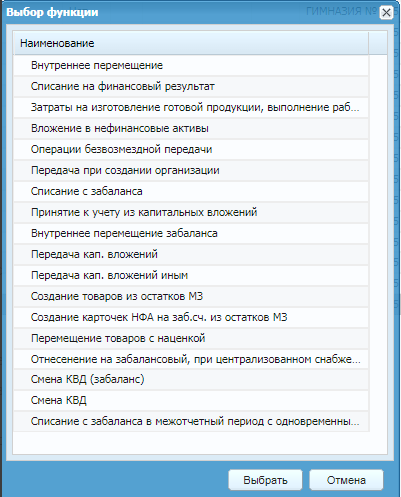 Выбор функции
ГИМНАЗИЯ №
Наименование
Внутреннее перемещение
Списание на финансовый результат
Затраты на изготовление готовой продукции, выполнение раб...
Вложение в нефинансовые активы
Операции безвозмездной передачи
Передача при создании организации
Списание с забаланса
Принятие к учету из капитальных вложений
Внутреннее перемещение забаланса
Передача кап. вложений
Передача кап. вложений иным
Создание товаров из остатков МЗ
Создание карточек НФА на заб.сч. из остатков МЗ
Перемещение товаров с наценкой
Отнесенение на забалансовый, при централизованном снабже...
Смена КВД (забаланс)
Смена КВД
Списание с забаланса в межотчетный период с одновременны...
Выбрать Отмена